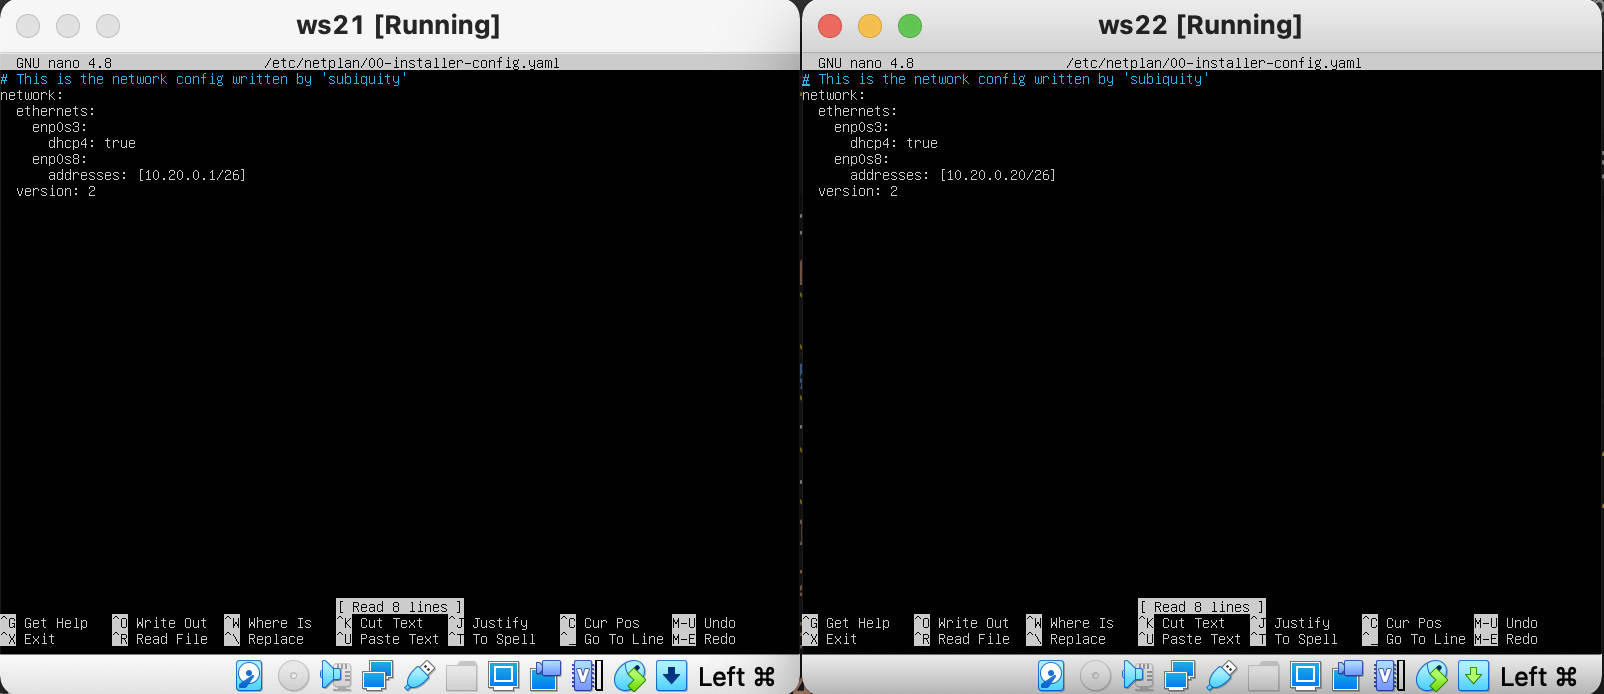 ws21 [Running]
GNU nano 4.8 /etc/netplan/00-installer-config.yaml
# This is the network config written by 'subiquity'
network:
  ethernets:
    enp0s3:
      dhcp4: true
    enp0s8:
      addresses: [10.20.0.1/26]
  version: 2
[ Read 8 lines ]
^G Get Help ^O Write Out ^W Where Is ^K Cut Text ^J Justify ^C Cur Pos M-U Undo
^X Exit ^R Read File ^\ Replace ^U Paste Text ^T To Spell ^_ Go To Line M-E Redo
V
Left ⌘
ws22 [Running]
GNU nano 4.8 /etc/netplan/00-installer-config.yaml
# This is the network config written by 'subiquity'
network:
  ethernets:
    enp0s3:
      dhcp4: true
    enp0s8:
      addresses: [10.20.0.20/26]
  version: 2
[ Read 8 lines ]
^G Get Help ^O Write Out ^W Where Is ^K Cut Text ^J Justify ^C Cur Pos M-U Undo
^X Exit ^R Read File ^\ Replace ^U Paste Text ^T To Spell ^_ Go To Line M-E Redo
V
Left ⌘